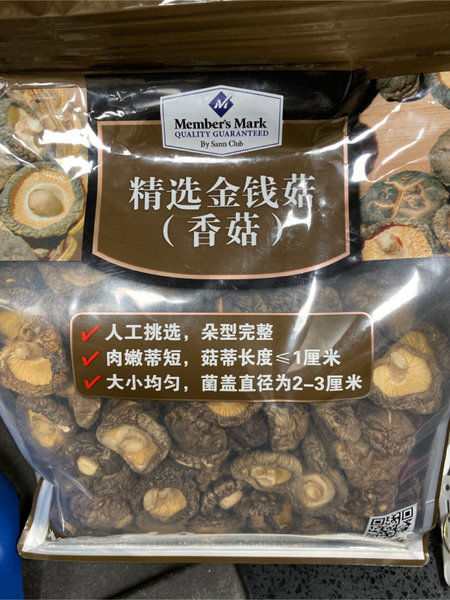 M
Member's Mark
QUALITY GUARANTEED
By Sam's Club
精选金钱菇
（香菇）
✓人工挑选，朵型完整
✓肉嫩蒂短，菇蒂长度≤1厘米
✓大小均匀，菌盖直径为2-3厘米